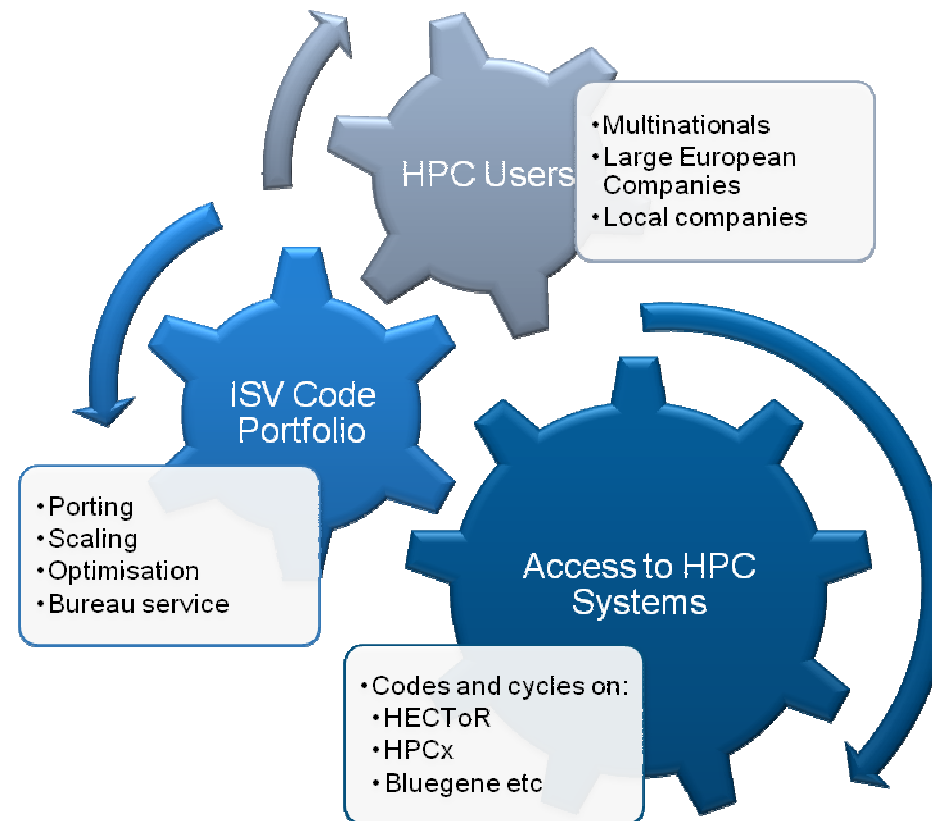 HPC Users
•Multinationals
•Large European
Companies
•Local companies
ISV Code
Portfolio
•Porting
•Scaling
•Optimisation
•Bureau service
Access to HPC
Systems
•Codes and cycles on:
•HECToR
•HPCx
•Bluegene etc